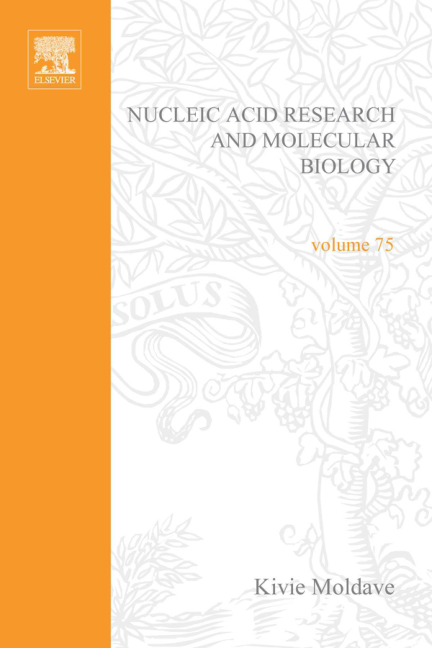 ELSEVIER
NUCLEIC ACID RESEARCH
AND MOLECULAR
BIOLOGY
volume 75
SOLUS
Kivie Moldave